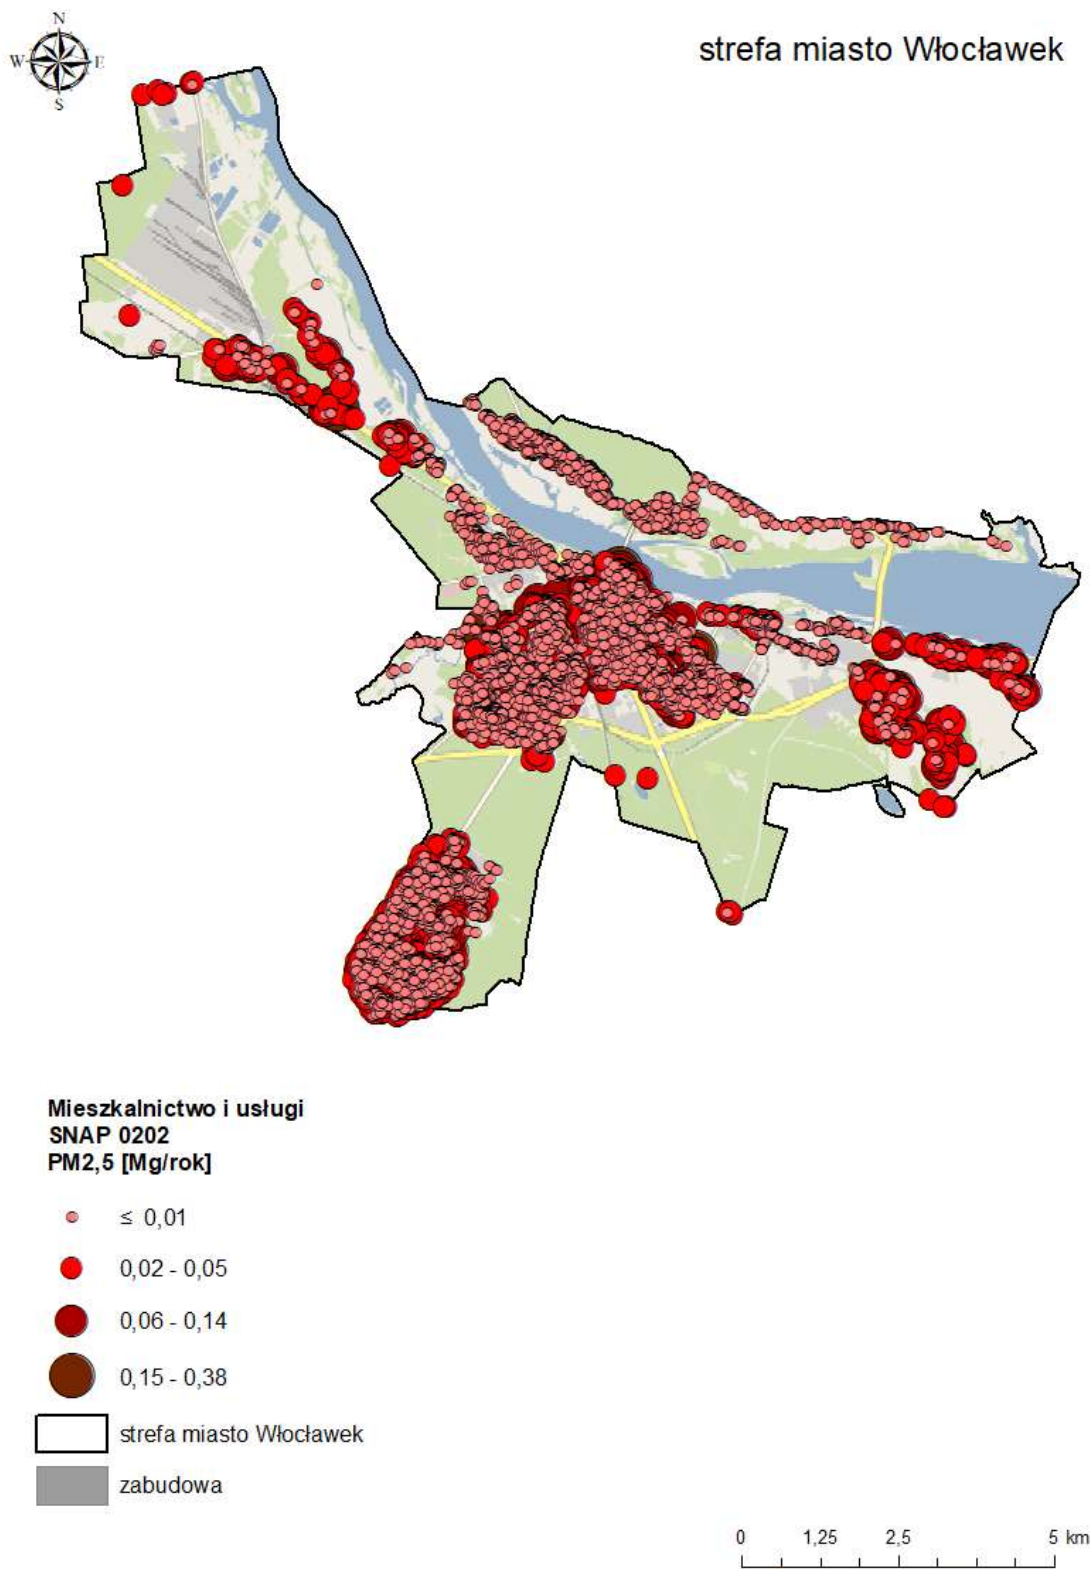 N
W E
S
strefa miasto Włocławek
Mieszkalnictwo i usługi
SNAP 0202
PM2,5 [Mg/rok]
≤ 0,01
0,02 - 0,05
0,06 - 0,14
0,15 - 0,38
strefa miasto Włocławek
zabudowa
0 1,25 2,5 5 km